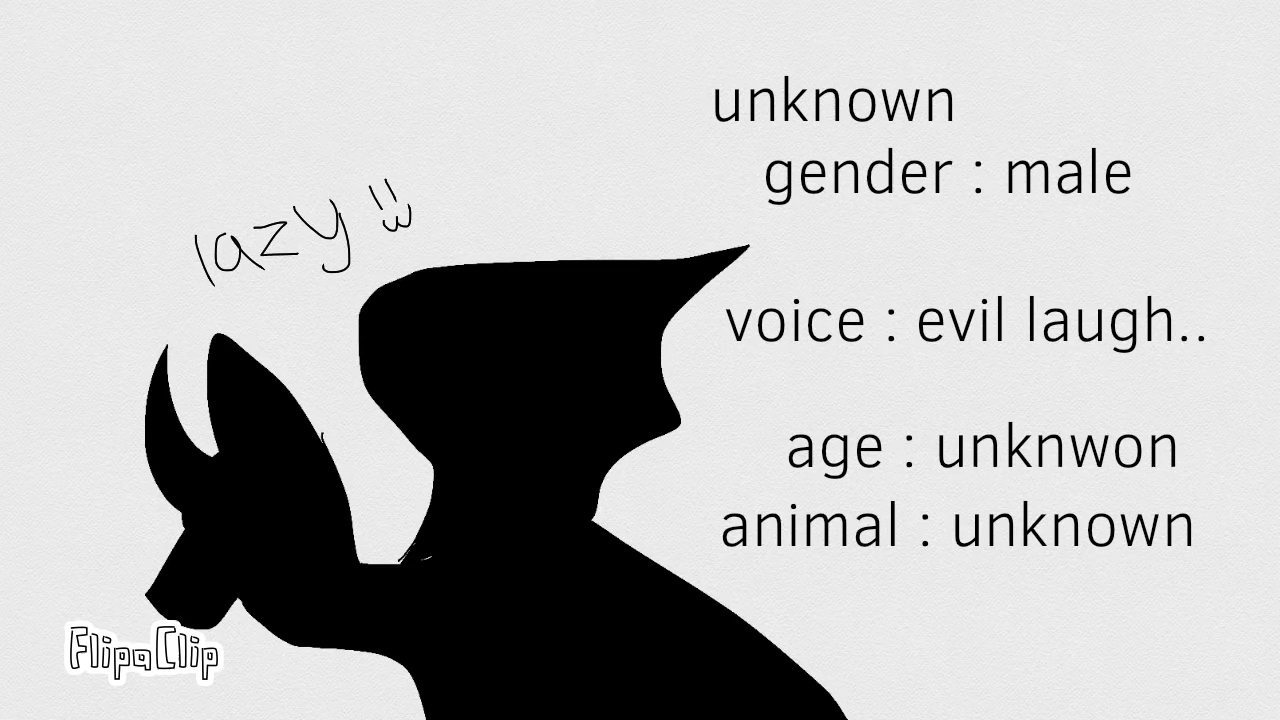 unknown
gender : male
lazy !!
voice : evil laugh..
age : unknwon
animal : unknown
FlipaClip